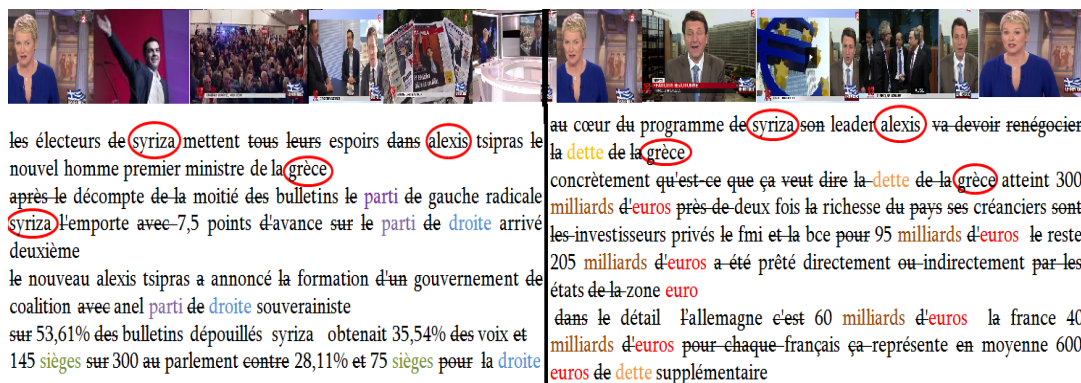 les électeurs de syriza mettent tous leurs espoirs dans alexis tsipras le
nouvel homme premier ministre de la grèce
après le décompte de la moitié des bulletins le parti de gauche radicale
syriza l'emporte avec 7,5 points d'avance sur le parti de droite arrivé
deuxième
le nouveau alexis tsipras a annoncé la formation d'un gouvernement de
coalition avec anel parti de droite souverainiste
sur 53,61% des bulletins dépouillés syriza obtenait 35,54% des voix et
145 sièges sur 300 au parlement contre 28,11% et 75 sièges pour la droite
au cœur du programme de syriza son leader alexis va devoir renégocier
la dette de la grèce
concrètement qu'est-ce que ça veut dire la dette de la grèce atteint 300
milliards d'euros près de deux fois la richesse du pays ses créanciers sont
les investisseurs privés le fmi et la bce pour 95 milliards d'euros le reste
205 milliards d'euros a été prêté directement ou indirectement par les
états de la zone euro
dans le détail l'allemagne c'est 60 milliards d'euros la france 40
milliards d'euros pour chaque français ça représente en moyenne 600
euros de dette supplémentaire